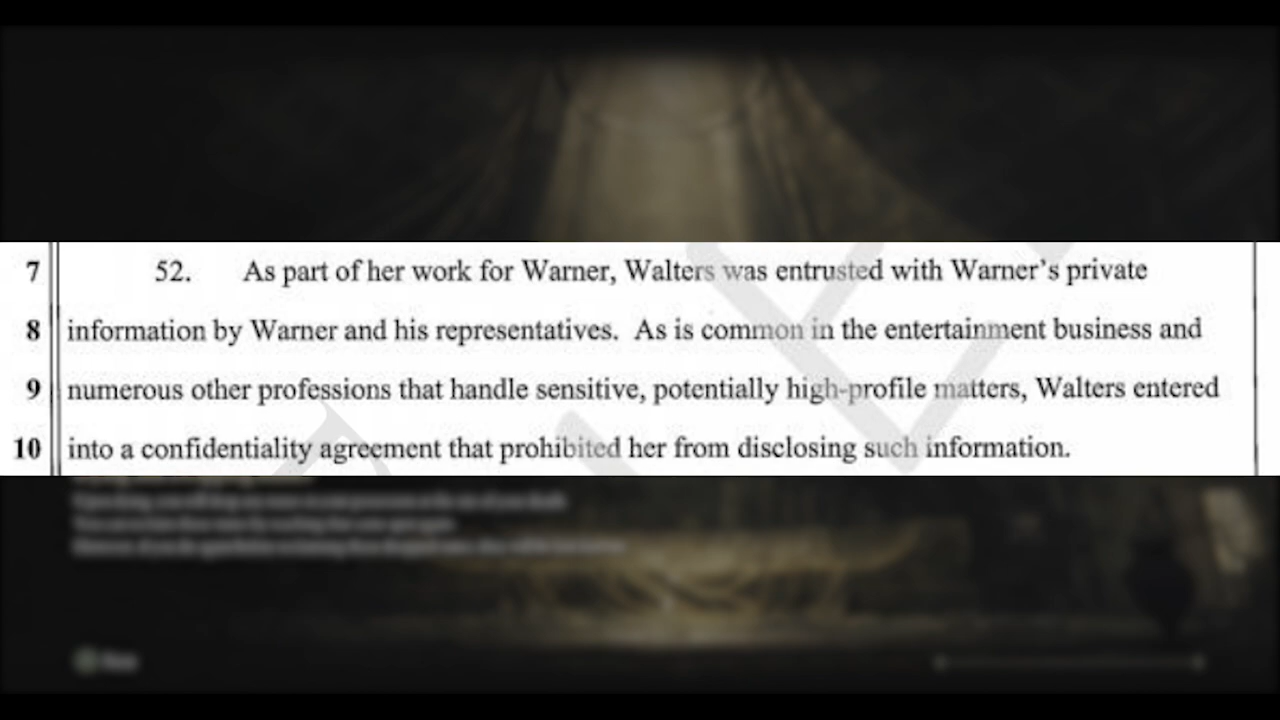 7 52. As part of her work for Warner, Walters was entrusted with Warner's private
8 information by Warner and his representatives. As is common in the entertainment business and
9 numerous other professions that handle sensitive, potentially high-profile matters, Walters entered
10 into a confidentiality agreement that prohibited her from disclosing such information.